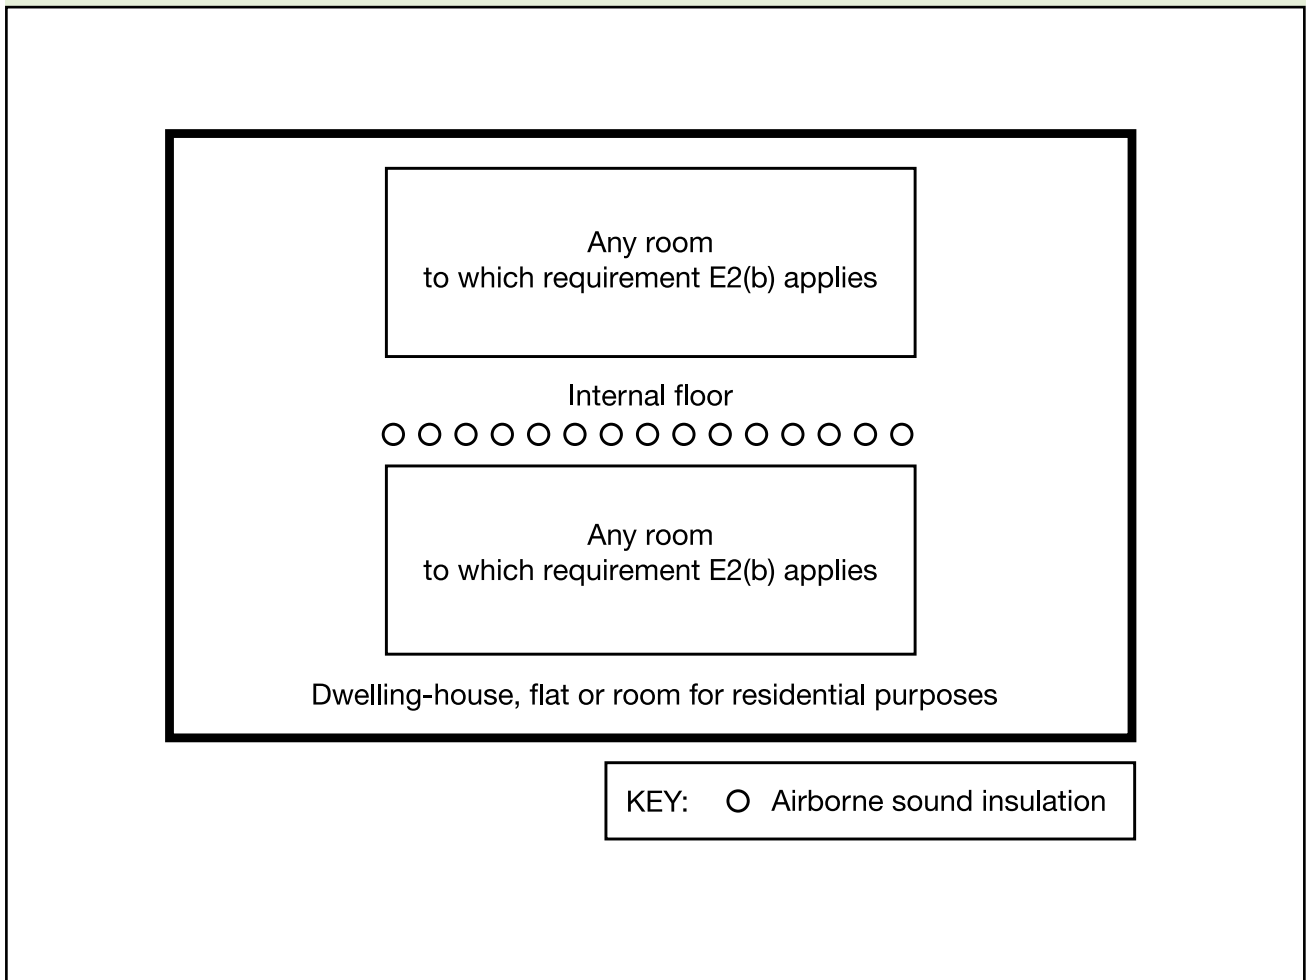 Any room
to which requirement E2(b) applies
Internal floor
Any room
to which requirement E2(b) applies
Dwelling-house, flat or room for residential purposes
KEY: Airborne sound insulation